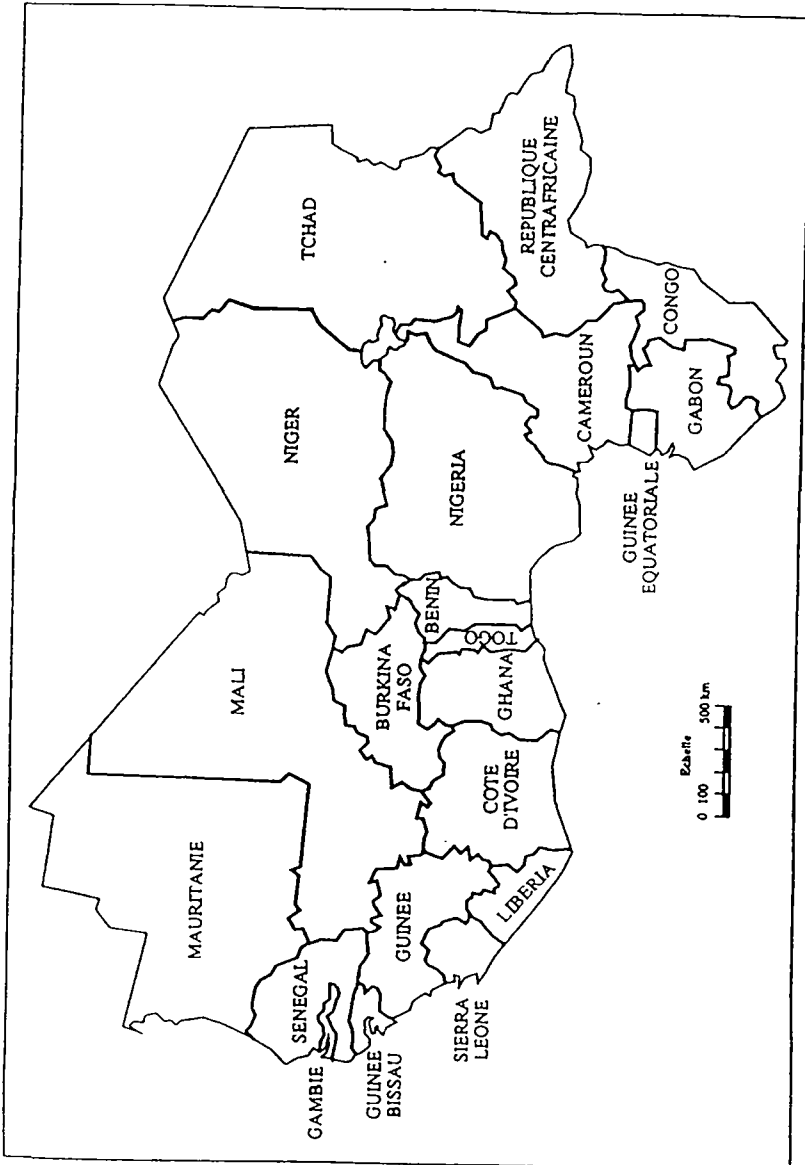 MAURITANIE
MALI
NIGER
TCHAD
SENEGAL
GAMBIE
GUINEE
BISSAU
GUINEE
SIERRA
LEONE
LIBERIA
COTE
D'IVOIRE
BURKINA
FASO
GHANA
TOGO
BENIN
NIGERIA
CAMEROUN
REPUBLIQUE
CENTRAFRICAINE
GUINEE
EQUATORIALE
GABON
CONGO
Echelle
0 100 500 km